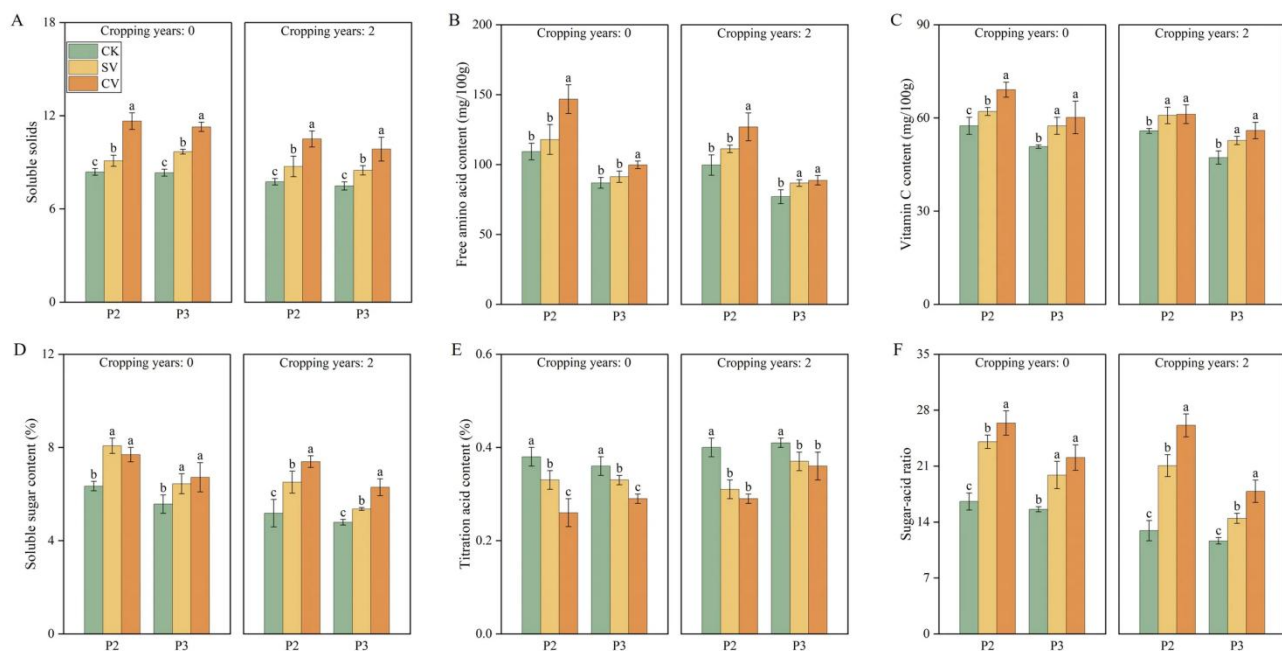 A
Cropping years: 0
Cropping years: 2
CK
SV
CV
Soluble solids
18
12
6
0
c b a c b a
c b a c b a
P2 P3 P2 P3
B
Cropping years: 0
Cropping years: 2
Free amino acid content (mg/100g)
200
150
100
50
0
b b a b b a
b b a b a a
P2 P3 P2 P3
C
Cropping years: 0
Cropping years: 2
Vitamin C content (mg/100g)
90
60
30
0
c b a b a a
b a a b a a
P2 P3 P2 P3
D
Cropping years: 0
Cropping years: 2
Soluble sugar content (%)
12
8
4
0
b a a b a a
c b a c b a
P2 P3 P2 P3
E
Cropping years: 0
Cropping years: 2
Titration acid content (%)
0.6
0.4
0.2
0.0
a b c a b c
a b b a b b
P2 P3 P2 P3
F
Cropping years: 0
Cropping years: 2
Sugar-acid ratio
35
28
21
14
7
0
c b a b a a
c b a c b a
P2 P3 P2 P3